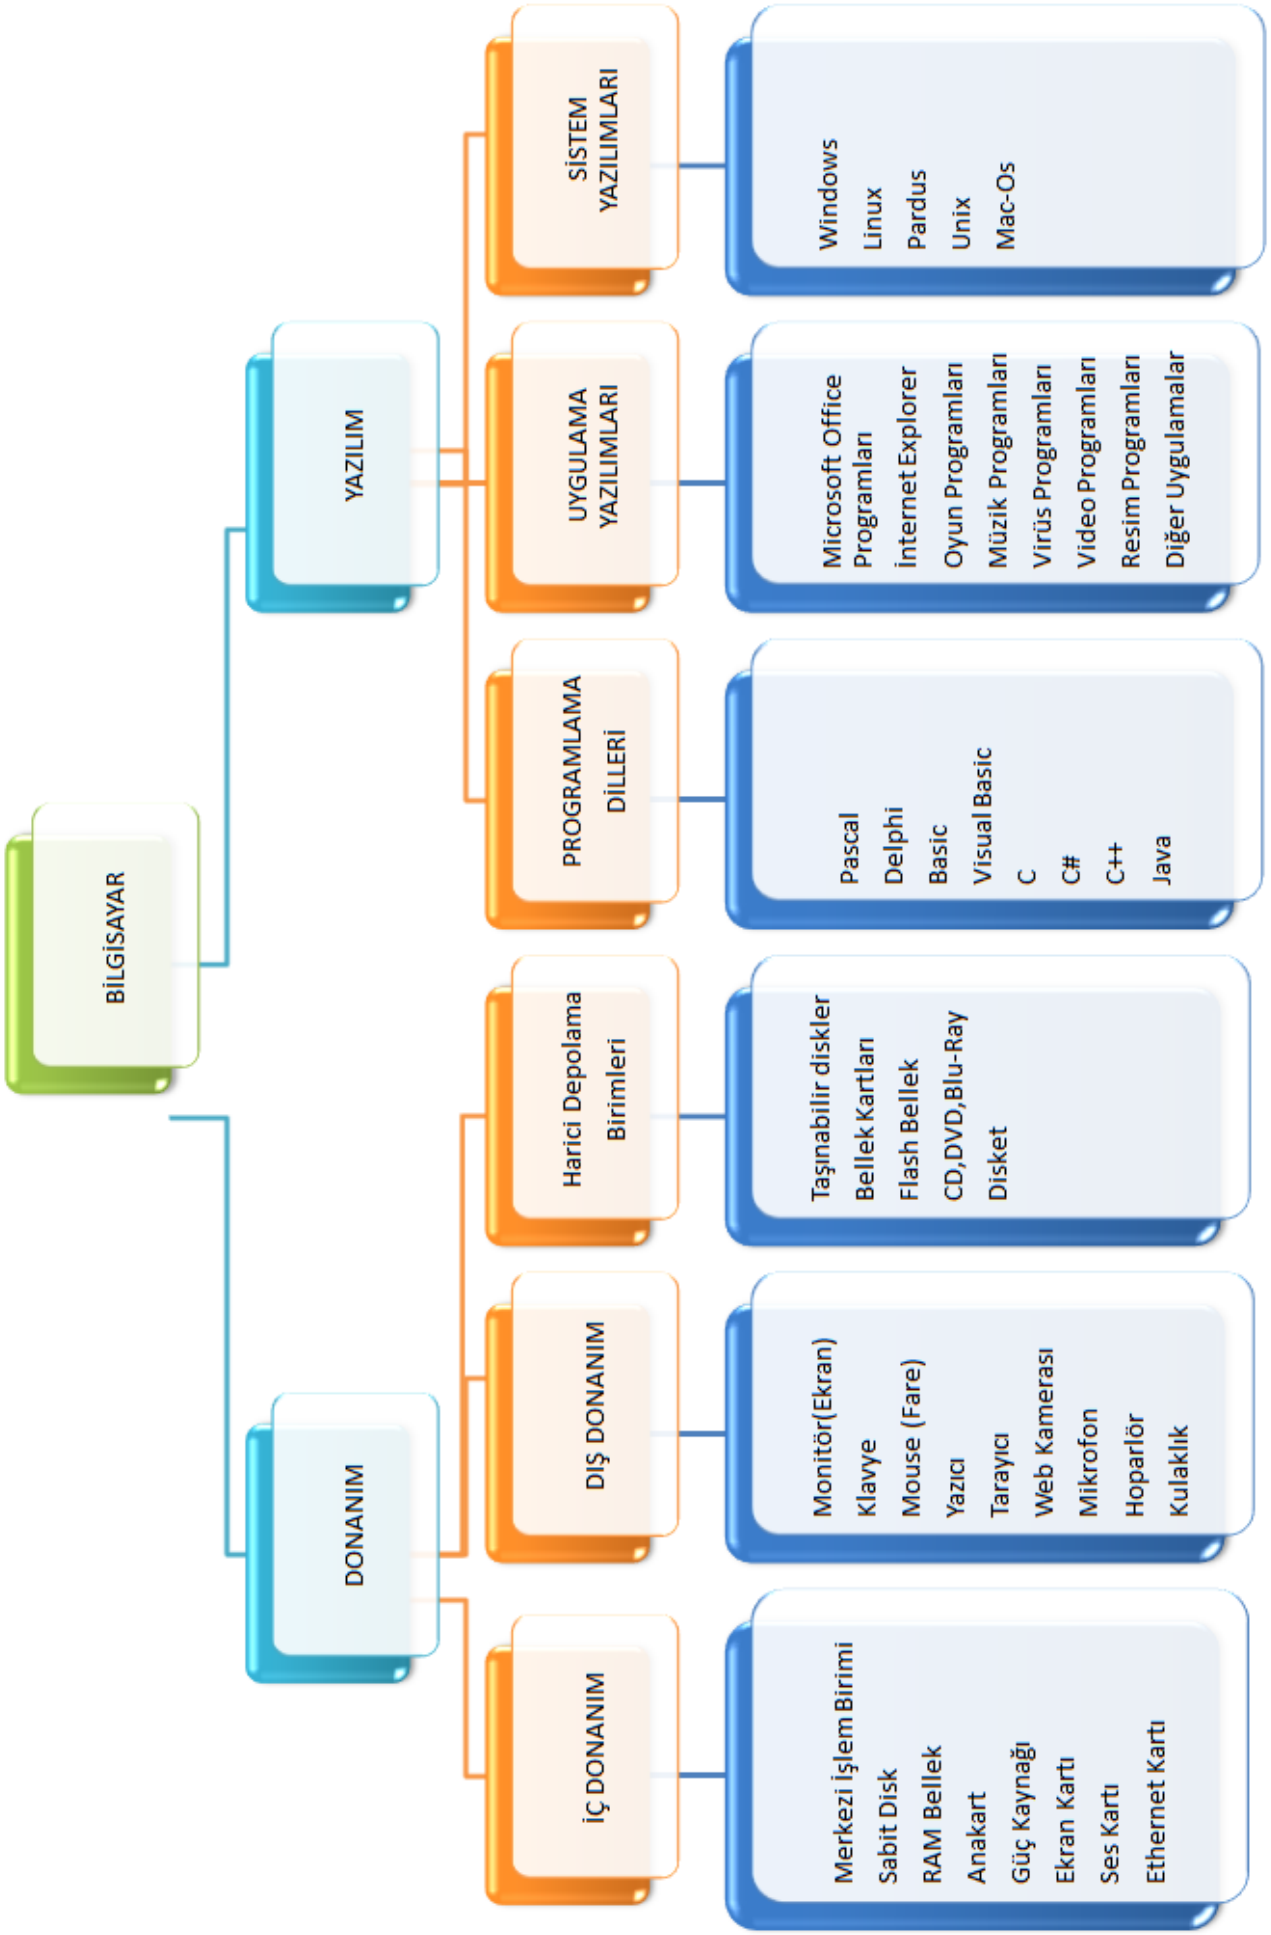 BİLGİSAYAR
DONANIM
YAZILIM
İÇ DONANIM
DIŞ DONANIM
Harici Depolama
Birimleri
PROGRAMLAMA
DİLLERİ
UYGULAMA
YAZILIMLARI
SİSTEM
YAZILIMLARI
Merkezi İşlem Birimi
Sabit Disk
RAM Bellek
Anakart
Güç Kaynağı
Ekran Kartı
Ses Kartı
Ethernet Kartı
Monitör(Ekran)
Klavye
Mouse (Fare)
Yazıcı
Tarayıcı
Web Kamerası
Mikrofon
Hoparlör
Kulaklık
Taşınabilir diskler
Bellek Kartları
Flash Bellek
CD,DVD,Blu-Ray
Disket
Pascal
Delphi
Basic
Visual Basic
C
C#
C++
Java
Microsoft Office
Programları
İnternet Explorer
Oyun Programları
Müzik Programları
Virüs Programları
Video Programları
Resim Programları
Diğer Uygulamalar
Windows
Linux
Pardus
Unix
Mac-Os